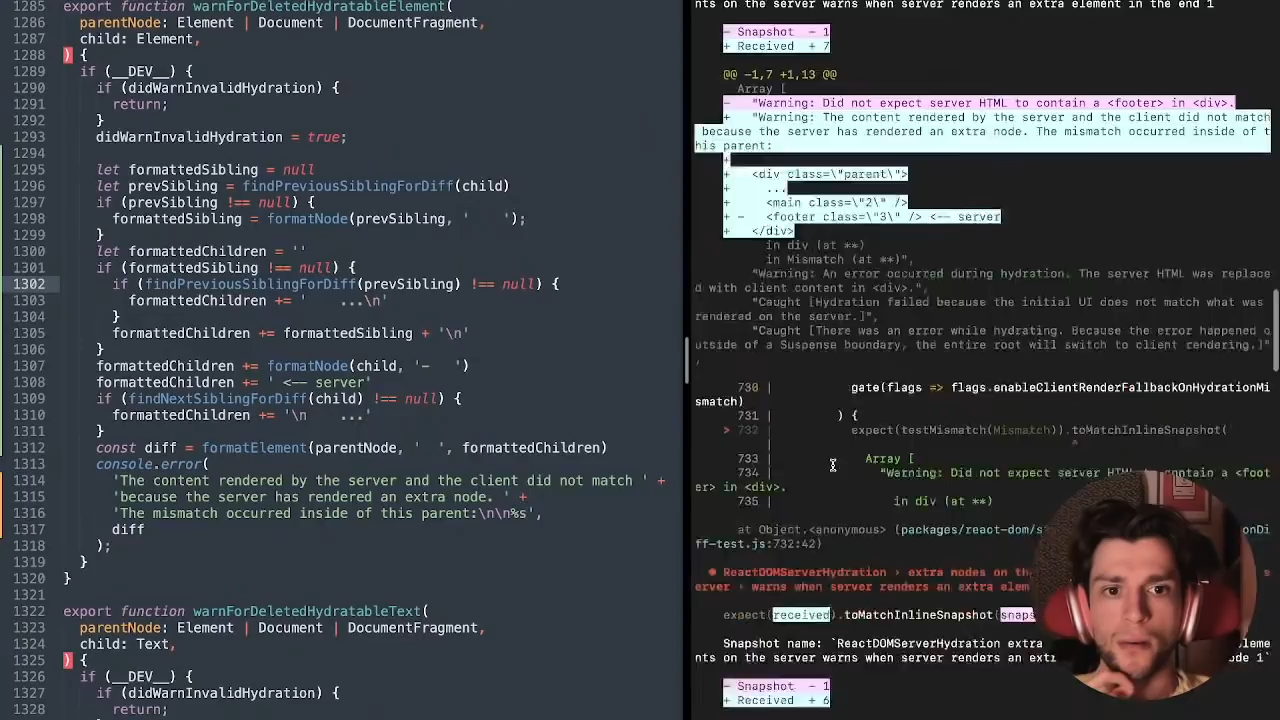 1285 export function warnForDeletedHydratableElement(
1286   parentNode: Element | Document | DocumentFragment,
1287   child: Element,
1288 ) {
1289   if (__DEV__) {
1290     if (didWarnInvalidHydration) {
1291       return;
1292     }
1293     didWarnInvalidHydration = true;
1294
1295     let formattedSibling = null
1296     let prevSibling = findPreviousSiblingForDiff(child)
1297     if (prevSibling !== null) {
1298       formattedSibling = formatNode(prevSibling, '    ');
1299     }
1300     let formattedChildren = ''
1301     if (formattedSibling !== null) {
1302       if (findPreviousSiblingForDiff(prevSibling) !== null) {
1303         formattedChildren += '    ...\n'
1304       }
1305       formattedChildren += formattedSibling + '\n'
1306     }
1307     formattedChildren += formatNode(child, '-   ')
1308     formattedChildren += ' <-- server'
1309     if (findNextSiblingForDiff(child) !== null) {
1310       formattedChildren += '\n    ...'
1311     }
1312     const diff = formatElement(parentNode, '  ', formattedChildren)
1313     console.error(
1314       'The content rendered by the server and the client did not match ' +
1315       'because the server has rendered an extra node. ' +
1316       'The mismatch occurred inside of this parent:\n\n%s',
1317       diff
1318     );
1319   }
1320 }
1321
1322 export function warnForDeletedHydratableText(
1323   parentNode: Element | Document | DocumentFragment,
1324   child: Text,
1325 ) {
1326   if (__DEV__) {
1327     if (didWarnInvalidHydration) {
1328       return;
nts on the server warns when server renders an extra element in the end 1
- Snapshot  - 1
+ Received  + 7
@@ -1,7 +1,13 @@
Array [
-   "Warning: Did not expect server HTML to contain a <footer> in <div>.
+   "Warning: The content rendered by the server and the client did not match
because the server has rendered an extra node. The mismatch occurred inside of t
his parent:
+
+   <div class=\"parent\">
+     ...
+     <main class=\"2\" />
+ -   <footer class=\"3\" /> <-- server
+   </div>
in div (at **)
in Mismatch (at **)",
"Warning: An error occurred during hydration. The server HTML was replace
d with client content in <div>.",
"Caught [Hydration failed because the initial UI does not match what was
rendered on the server.]",
"Caught [There was an error while hydrating. Because the error happened o
utside of a Suspense boundary, the entire root will switch to client rendering.]"
,
730 |           gate(flags => flags.enableClientRenderFallbackOnHydrationMi
smatch)
731 |         ) {
> 732 |           expect(testMismatch(Mismatch)).toMatchInlineSnapshot(
|                                          ^
733 |             Array [
734 |               "Warning: Did not expect server HTML to contain a <foot
er> in <div>.
735 |                 in div (at **)
at Object.<anonymous> (packages/react-dom/s
ff-test.js:732:42)
● ReactDOMServerHydration › extra nodes on th
erver › warns when server renders an extra elem
expect(received).toMatchInlineSnapshot(snaps
Snapshot name: `ReactDOMServerHydration extra
nts on the server warns when server renders an extra
- Snapshot  - 1
+ Received  + 6